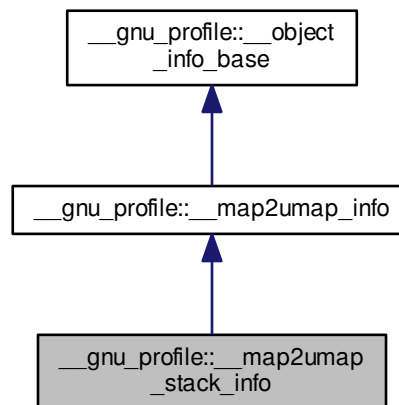 __gnu_profile::__object
_info_base
__gnu_profile::__map2umap_info
__gnu_profile::__map2umap
_stack_info